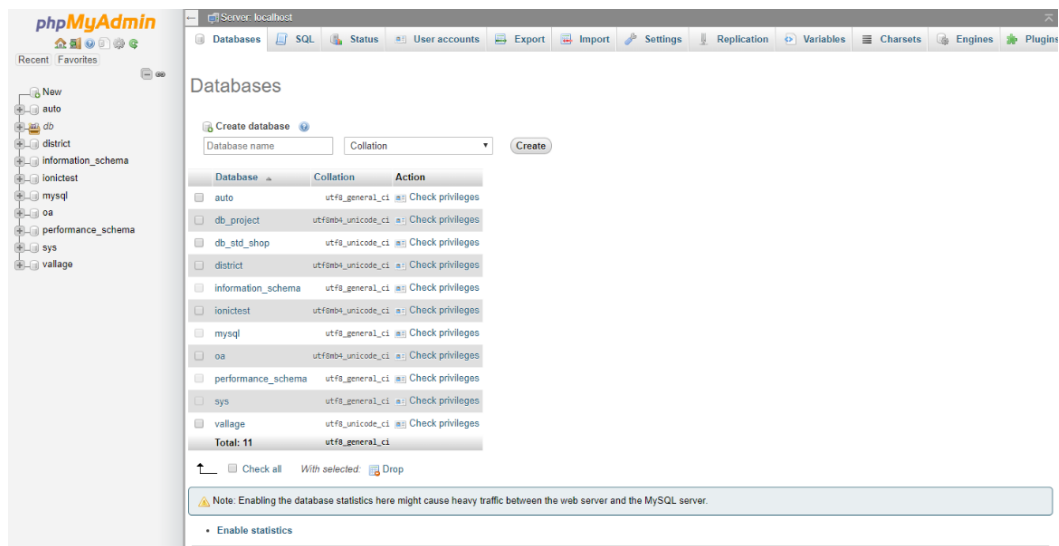 phpMyAdmin
Recent Favorites
New
auto
db
district
information_schema
ionictest
mysql
oa
performance_schema
sys
vallage
Server: localhost
Databases SQL Status User accounts Export Import Settings Replication Variables Charsets Engines Plugins
Databases
Create database
Database name Collation Create
Database Collation Action
auto utf8_general_ci Check privileges
db_project utf8mb4_unicode_ci Check privileges
db_std_shop utf8_unicode_ci Check privileges
district utf8mb4_unicode_ci Check privileges
information_schema utf8_general_ci Check privileges
ionictest utf8mb4_unicode_ci Check privileges
mysql utf8_general_ci Check privileges
oa utf8mb4_unicode_ci Check privileges
performance_schema utf8_general_ci Check privileges
sys utf8_general_ci Check privileges
vallage utf8_unicode_ci Check privileges
Total: 11 utf8_general_ci
Check all With selected: Drop
Note: Enabling the database statistics here might cause heavy traffic between the web server and the MySQL server.
• Enable statistics